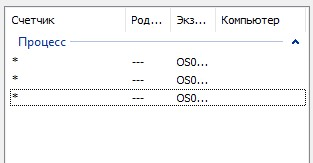 Счетчик Род... Экз... Компьютер
Процесс
* --- OS0...
* --- OS0...
* --- OS0...